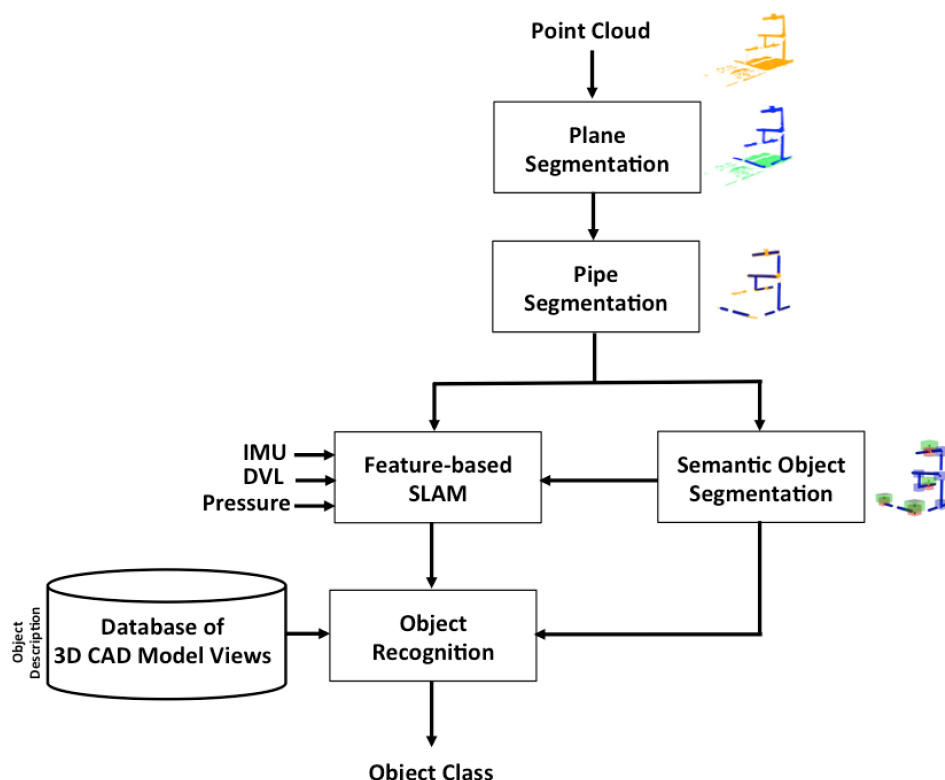 Point Cloud
Plane
Segmentation
Pipe
Segmentation
IMU
DVL
Pressure
Feature-based
SLAM
Semantic Object
Segmentation
Object
Description
Database of
3D CAD Model Views
Object
Recognition
Object Class